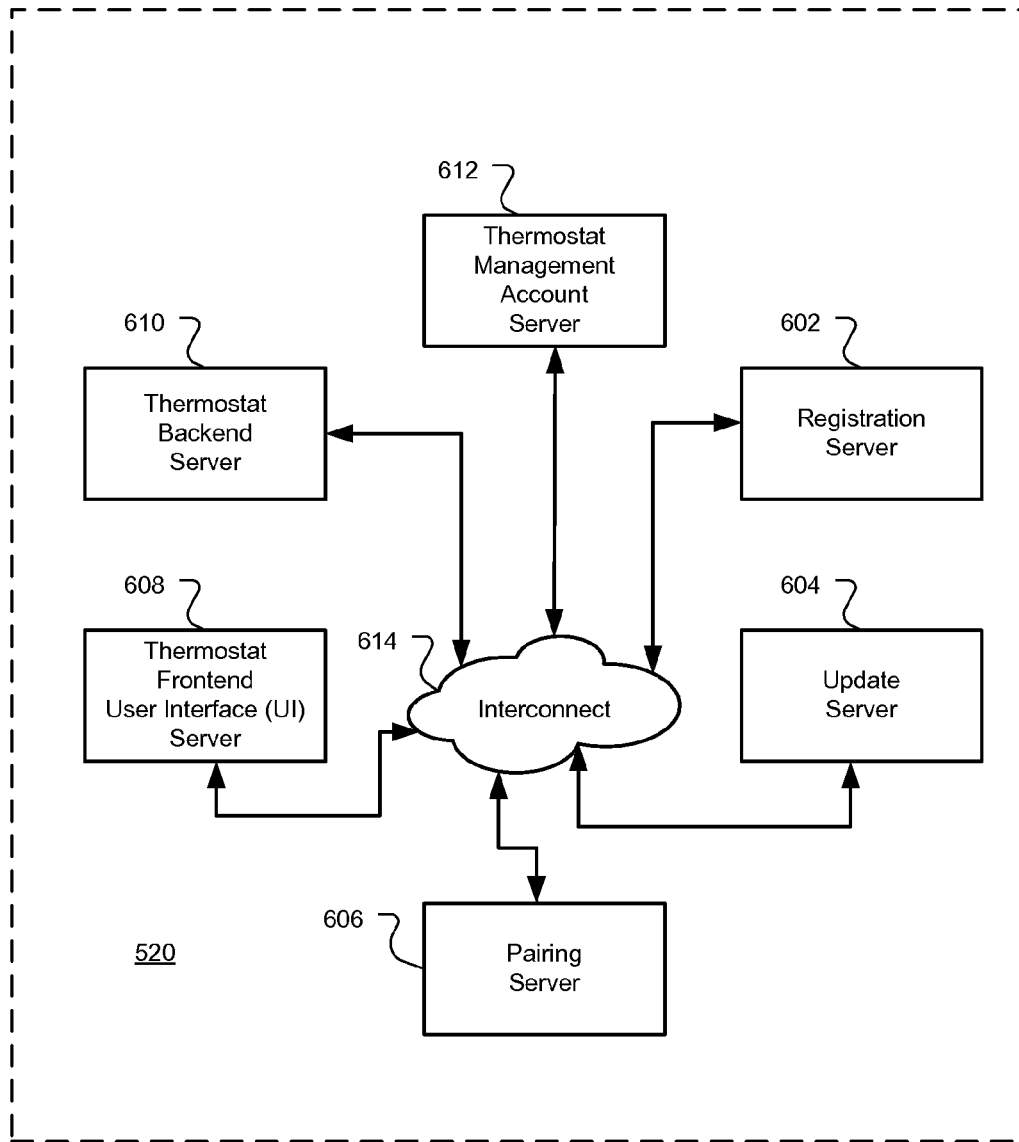 612
Thermostat
Management
Account
Server
610
Thermostat
Backend
Server
602
Registration
Server
608
Thermostat
Frontend
User Interface (UI)
Server
614
Interconnect
604
Update
Server
606
Pairing
Server
520